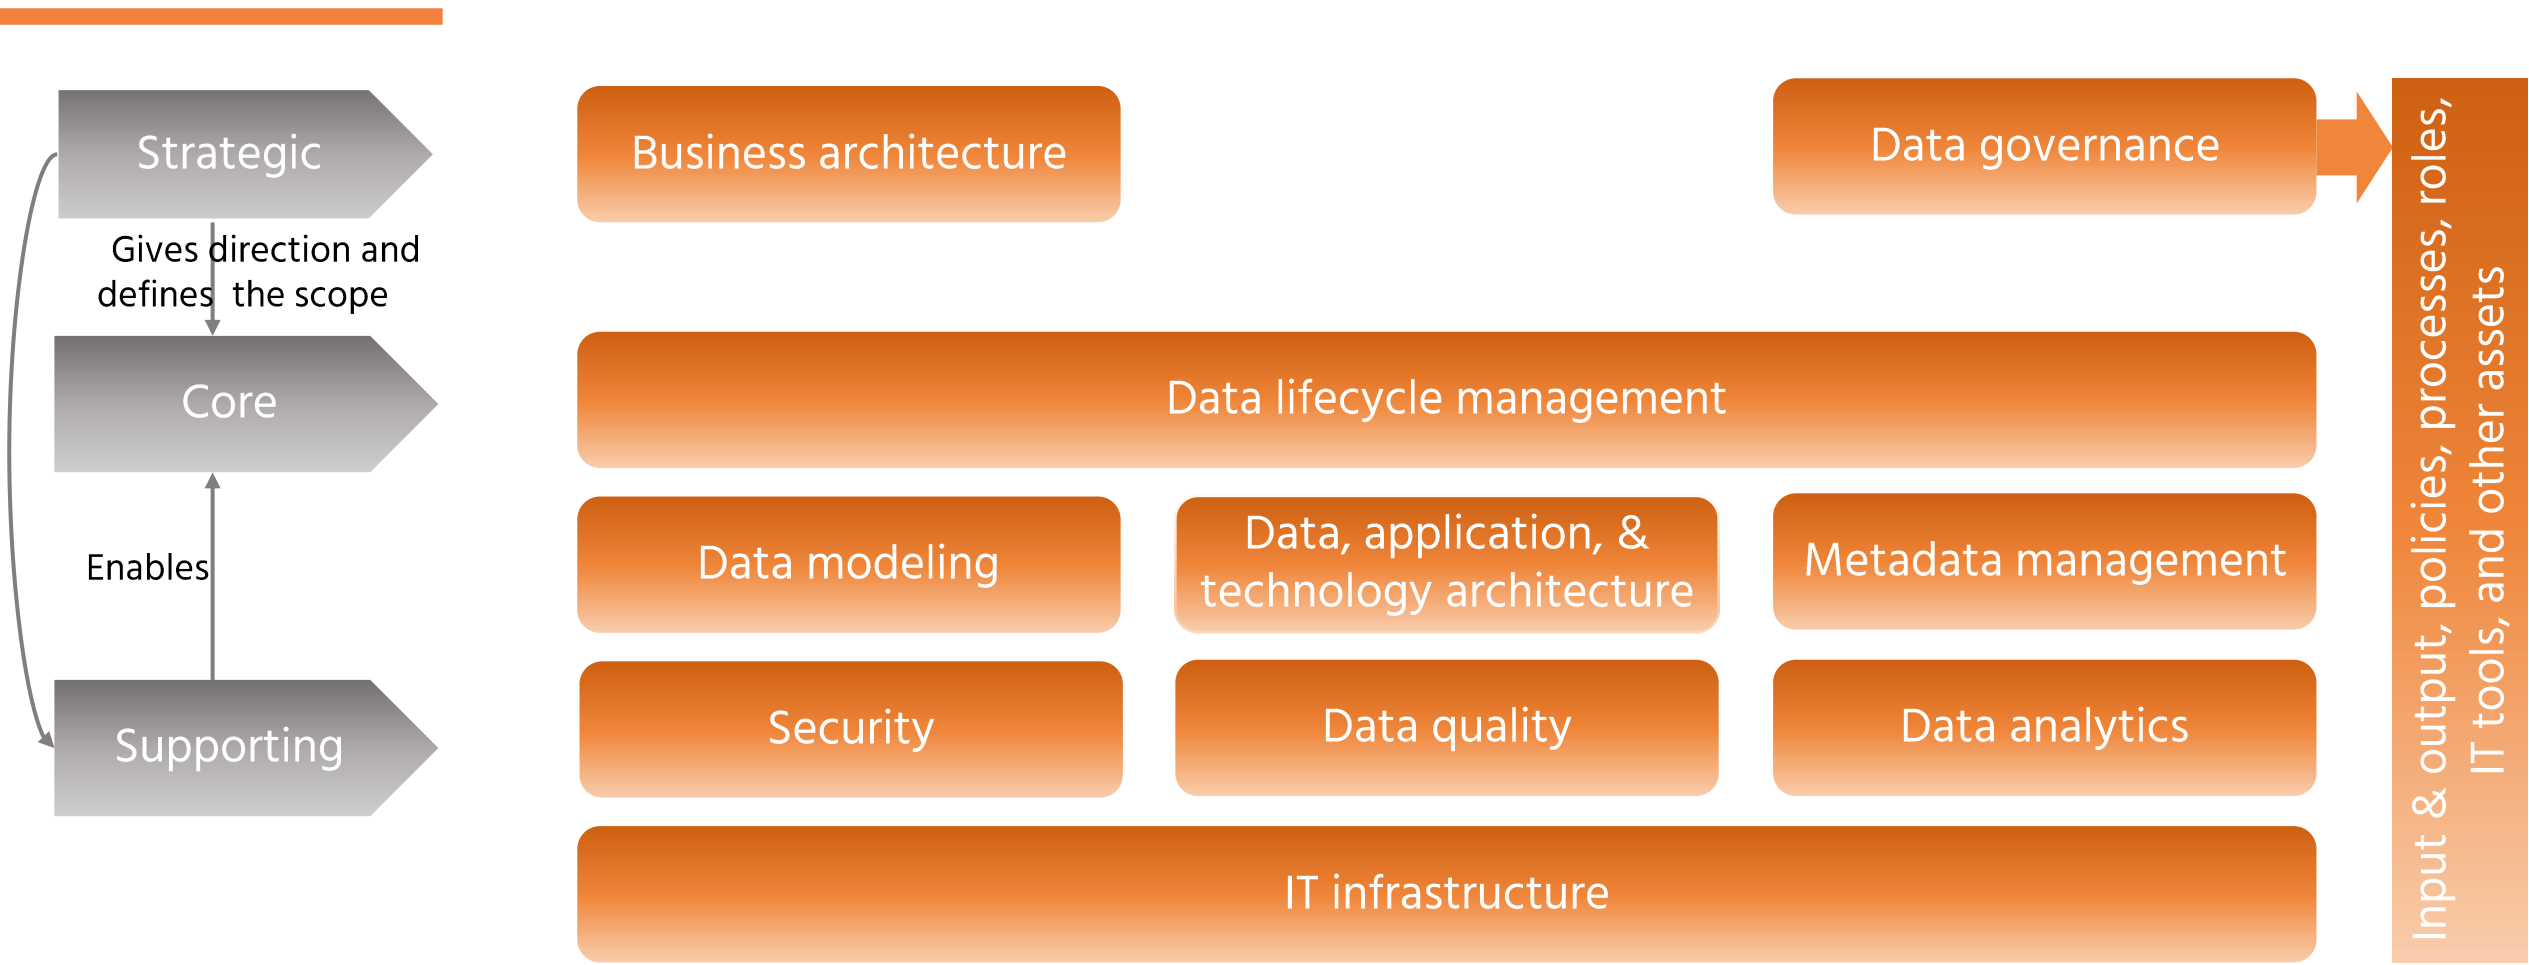 Strategic
Business architecture
Data governance
Gives direction and
defines the scope
Core
Data lifecycle management
Enables
Data modeling
Data, application, &
technology architecture
Metadata management
Supporting
Security
Data quality
Data analytics
IT infrastructure
Input & output, policies, processes, roles,
IT tools, and other assets